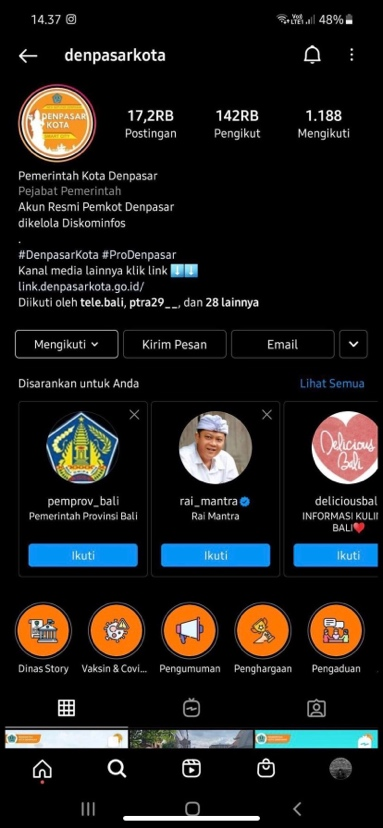 14.37
Vo)) LTE1 48%
denpasarkota
DENPASAR KOTA
17,2RB 142RB 1.188
Postingan Pengikut Mengikuti
Pemerintah Kota Denpasar
Pejabat Pemerintah
Akun Resmi Pemkot Denpasar
dikelola Diskominfos
.
#DenpasarKota #ProDenpasar
Kanal media lainnya klik link ⬇️⬇️
link.denpasarkota.go.id/
Diikuti oleh tele.bali, ptra29__, dan 28 lainnya
Mengikuti Kirim Pesan Email
Disarankan untuk Anda Lihat Semua
Delicious Bali
pemprov_bali rai_mantra deliciousbal
Pemerintah Provinsi Bali Rai Mantra INFORMASI KULI
BALI❤️
Ikuti Ikuti Ikuti
Dinas Story Vaksin & Covi... Pengumuman Penghargaan Pengaduan